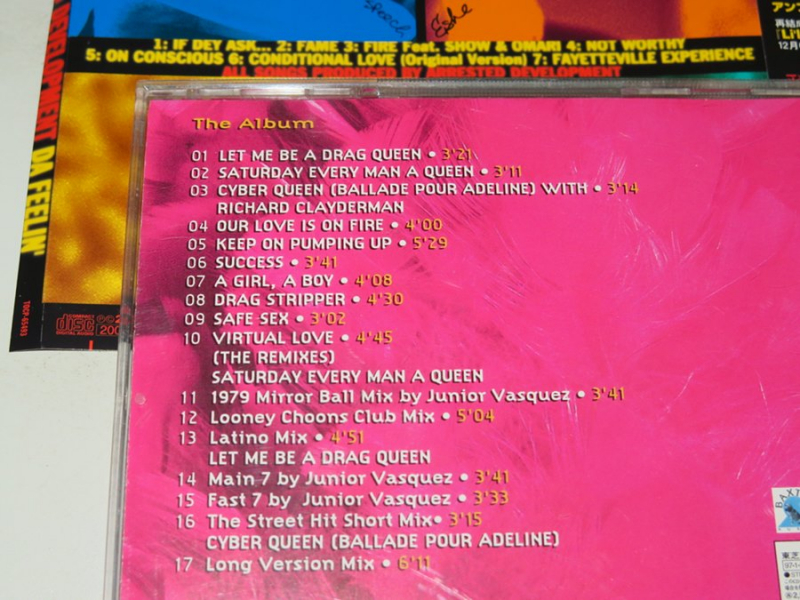 Speech
Eshe
1: IF DEY ASK... 2: FAME 3: FIRE Feat. SHOW & OMARI 4: NOT WORTHY
5: ON CONSCIOUS 6: CONDITIONAL LOVE (Original Version) 7: FAYETTEVILLE EXPERIENCE
ALL SONGS PRODUCED BY ARRESTED DEVELOPMENT
DEVELOPMENT DA FEELIN'
disc
The Album
01 LET ME BE A DRAG QUEEN • 3'21
02 SATURDAY EVERY MAN A QUEEN • 3'11
03 CYBER QUEEN (BALLADE POUR ADELINE) WITH • 3'14
RICHARD CLAYDERMAN
04 OUR LOVE IS ON FIRE • 4'00
05 KEEP ON PUMPING UP • 5'29
06 SUCCESS • 3'41
07 A GIRL, A BOY • 4'08
08 DRAG STRIPPER • 4'30
09 SAFE-SEX • 3'02
10 VIRTUAL LOVE • 4'45
(THE REMIXES)
SATURDAY EVERY MAN A QUEEN
11 1979 Mirror Ball Mix by Junior Vasquez • 3'41
12 Looney Choons Club Mix • 5'04
13 Latino Mix • 4'51
LET ME BE A DRAG QUEEN
14 Main 7 by Junior Vasquez • 3'41
15 Fast 7 by Junior Vasquez • 3'33
16 The Street Hit Short Mix• 3'15
CYBER QUEEN (BALLADE POUR ADELINE)
17 Long Version Mix • 6'11